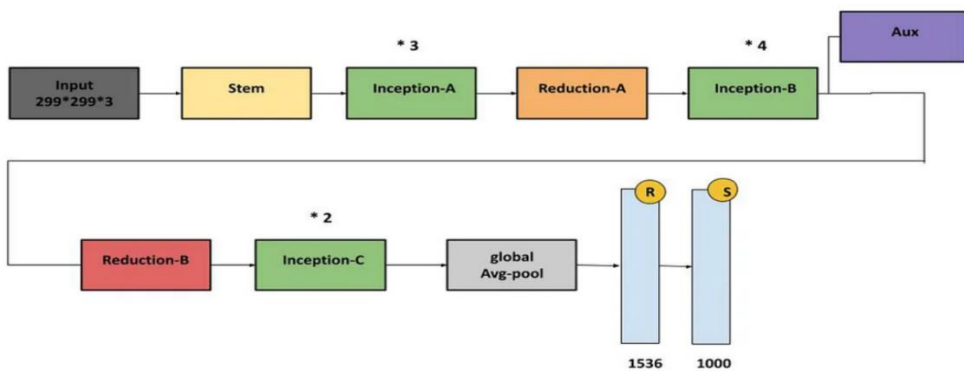 Aux
* 3
* 4
Input
299*299*3
Stem
Inception-A
Reduction-A
Inception-B
R
S
* 2
Reduction-B
Inception-C
global
Avg-pool
1536
1000